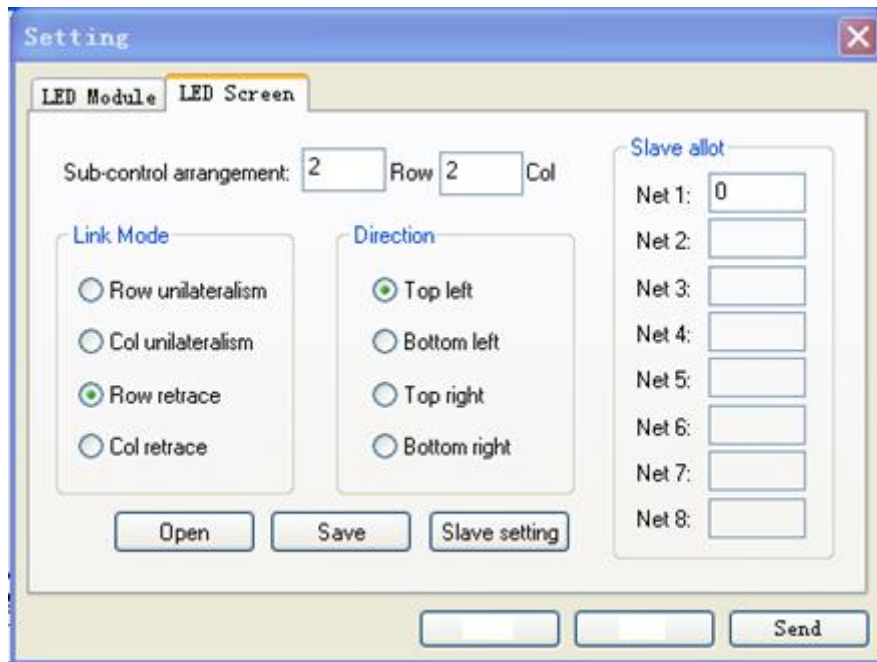 Setting
LED Module LED Screen
Sub-control arrangement: 2 Row 2 Col
Link Mode
Row unilateralism
Col unilateralism
Row retrace
Col retrace
Direction
Top left
Bottom left
Top right
Bottom right
Slave allot
Net 1: 0
Net 2:
Net 3:
Net 4:
Net 5:
Net 6:
Net 7:
Net 8:
Open Save Slave setting
Send